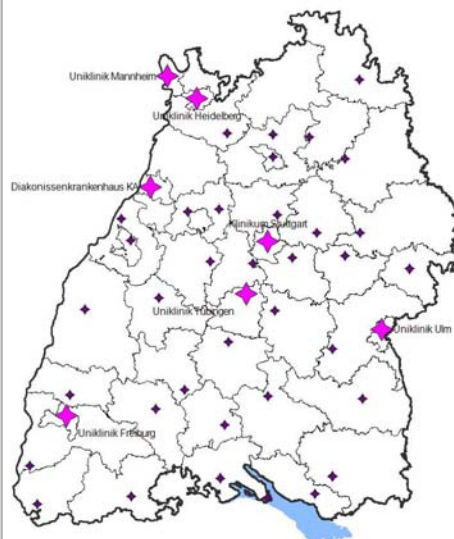 Uniklinik Mannheim
Uniklinik Heidelberg
Diakonissenkrankenhaus KA
Klinikum Stuttgart
Uniklinik Tübingen
Uniklinik Ulm
Uniklinik Freiburg